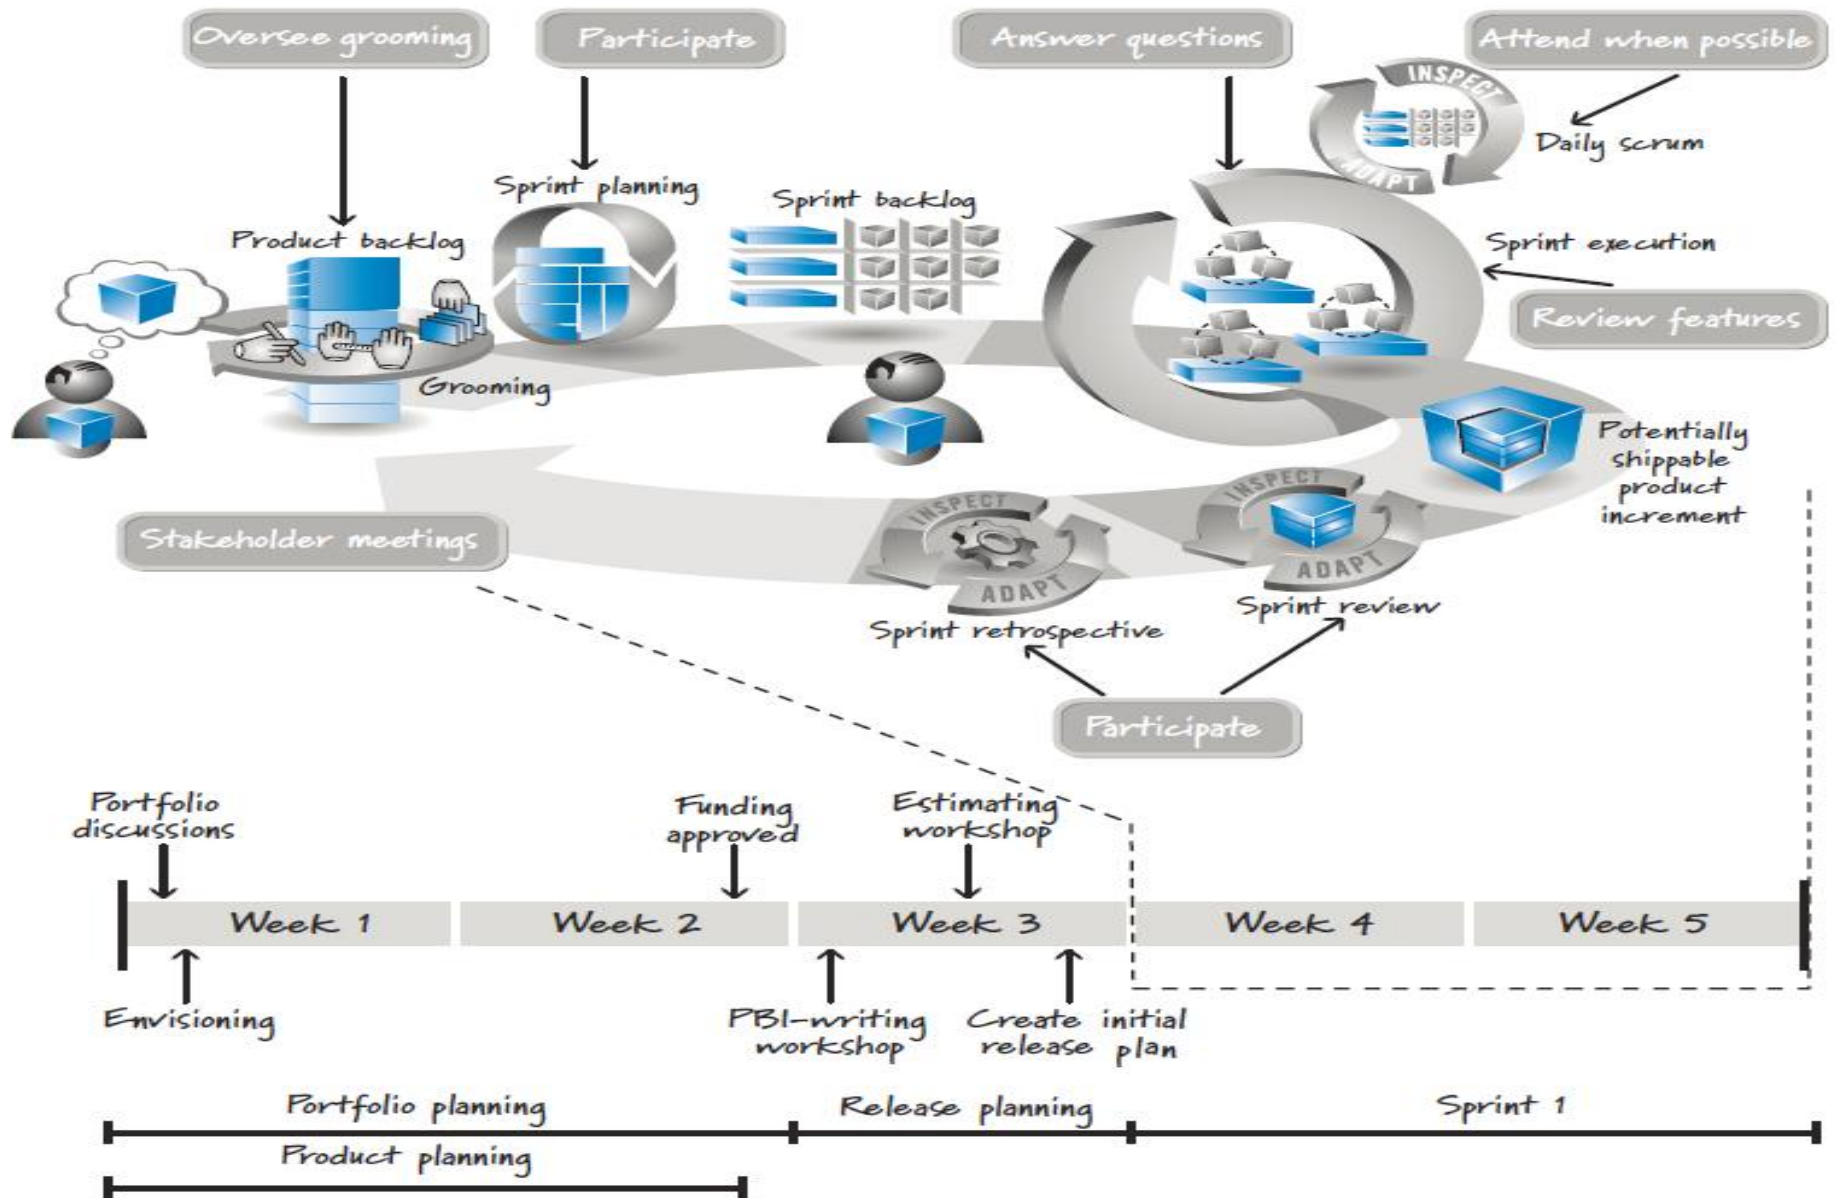 Oversee grooming
Participate
Answer questions
Attend when possible
INSPECT
ADAPT
Daily scrum
Sprint planning
Sprint backlog
Product backlog
Sprint execution
Review features
Grooming
Potentially
shippable
product
increment
Stakeholder meetings
INSPECT
ADAPT
INSPECT
ADAPT
Sprint retrospective
Sprint review
Participate
Portfolio
discussions
Funding
approved
Estimating
workshop
Week 1
Week 2
Week 3
Week 4
Week 5
Envisioning
PBI-writing
workshop
Create initial
release plan
Portfolio planning
Release planning
Sprint 1
Product planning